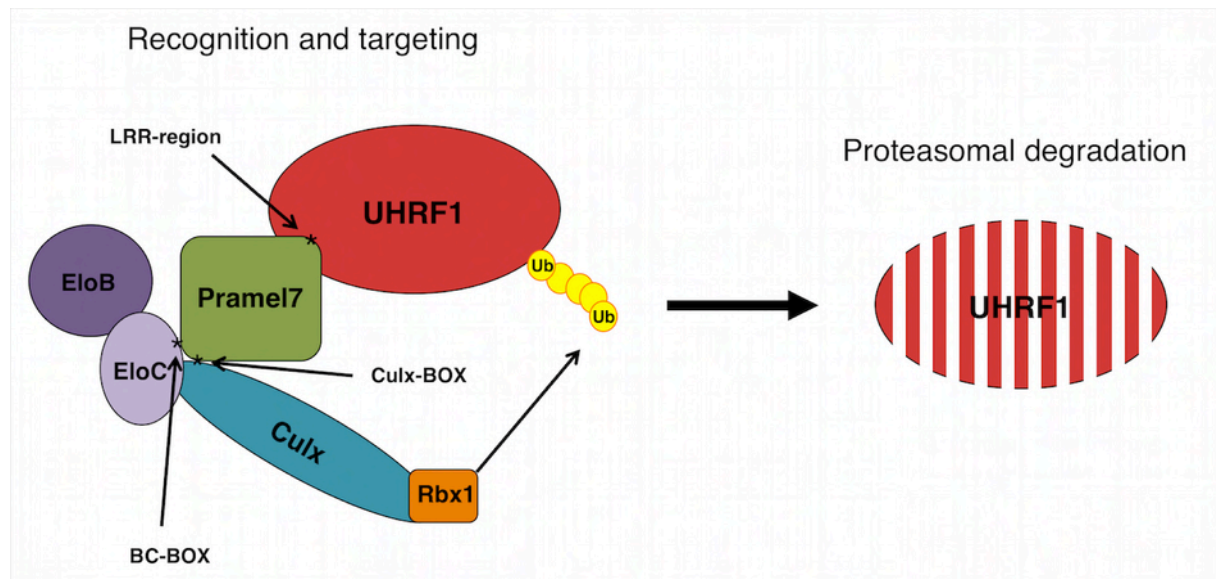 Recognition and targeting
LRR-region
UHRF1
Proteasomal degradation
EloB
Pramel7
Ub
Ub
UHRF1
EloC
Culx-BOX
Culx
Rbx1
BC-BOX